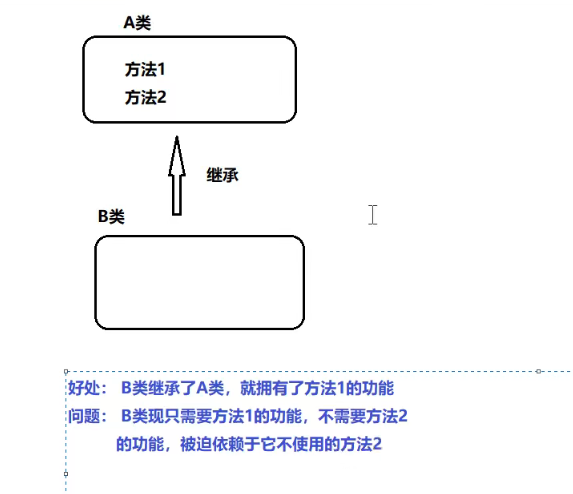 A类
方法1
方法2
继承
B类
好处： B类继承了A类，就拥有了方法1的功能
问题： B类现只需要方法1的功能，不需要方法2
的功能，被迫依赖于它不使用的方法2